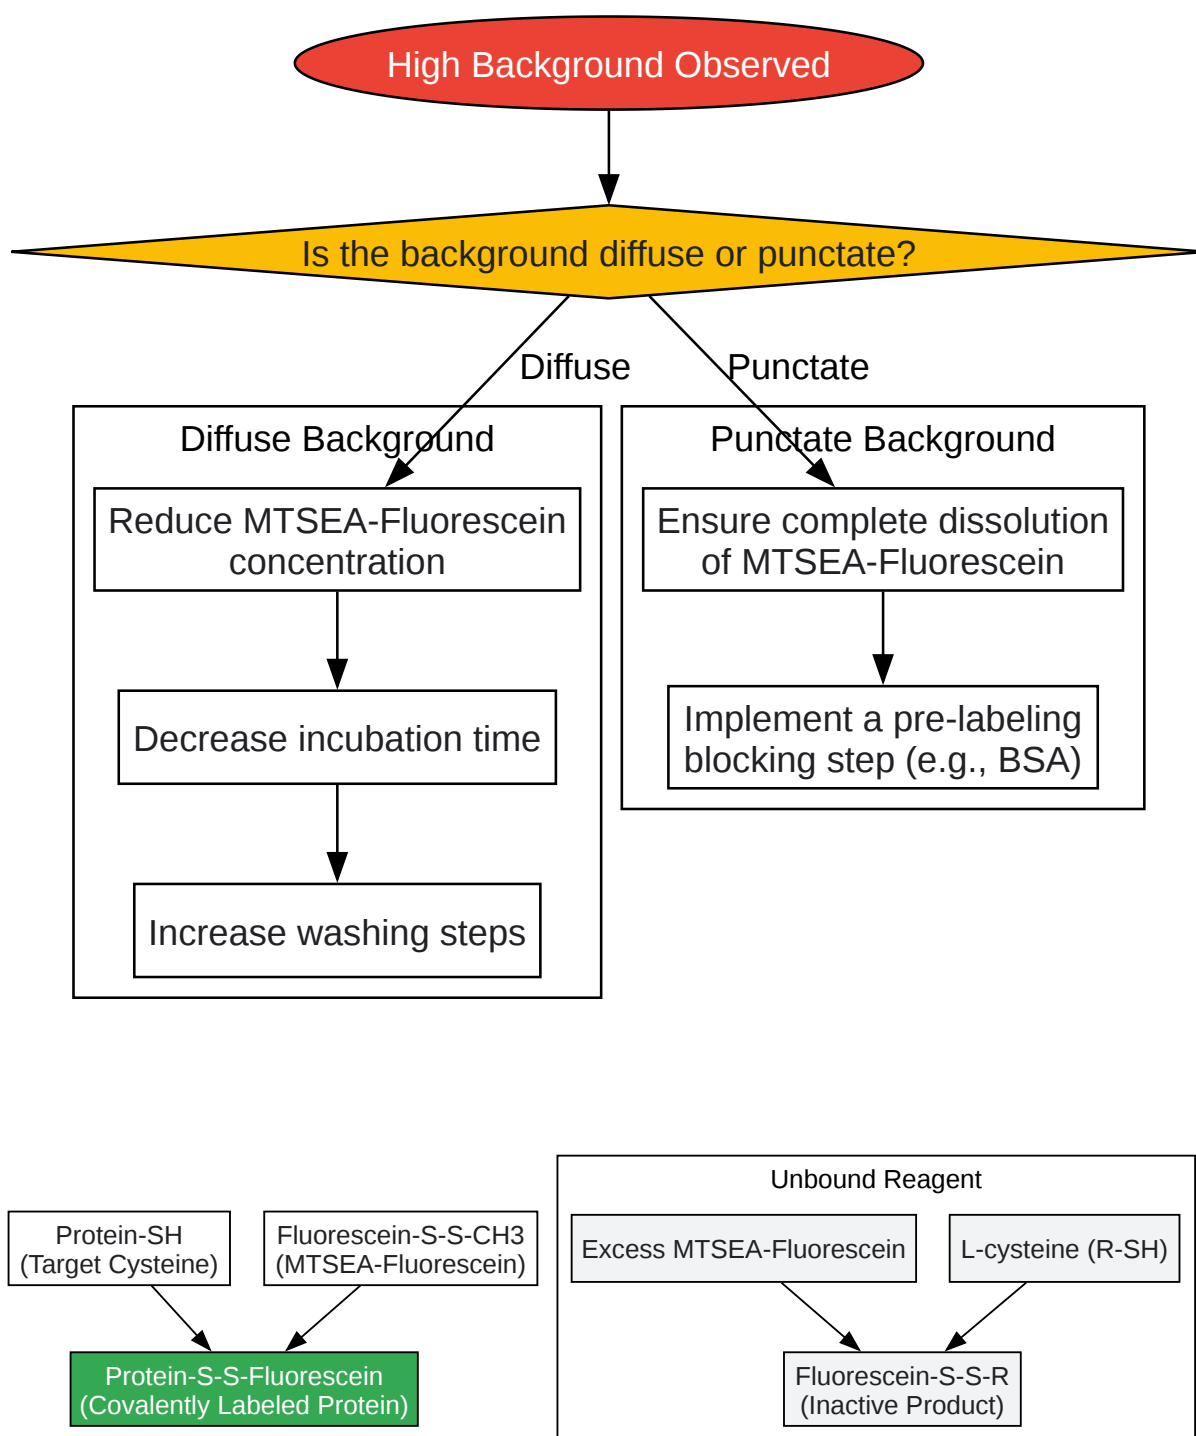 High Background Observed
Is the background diffuse or punctate?
Diffuse
Punctate
Diffuse Background
Reduce MTSEA-Fluorescein
concentration
Decrease incubation time
Increase washing steps
Punctate Background
Ensure complete dissolution
of MTSEA-Fluorescein
Implement a pre-labeling
blocking step (e.g., BSA)
Protein-SH
(Target Cysteine)
Fluorescein-S-S-CH3
(MTSEA-Fluorescein)
Protein-S-S-Fluorescein
(Covalently Labeled Protein)
Unbound Reagent
Excess MTSEA-Fluorescein
L-cysteine (R-SH)
Fluorescein-S-S-R
(Inactive Product)